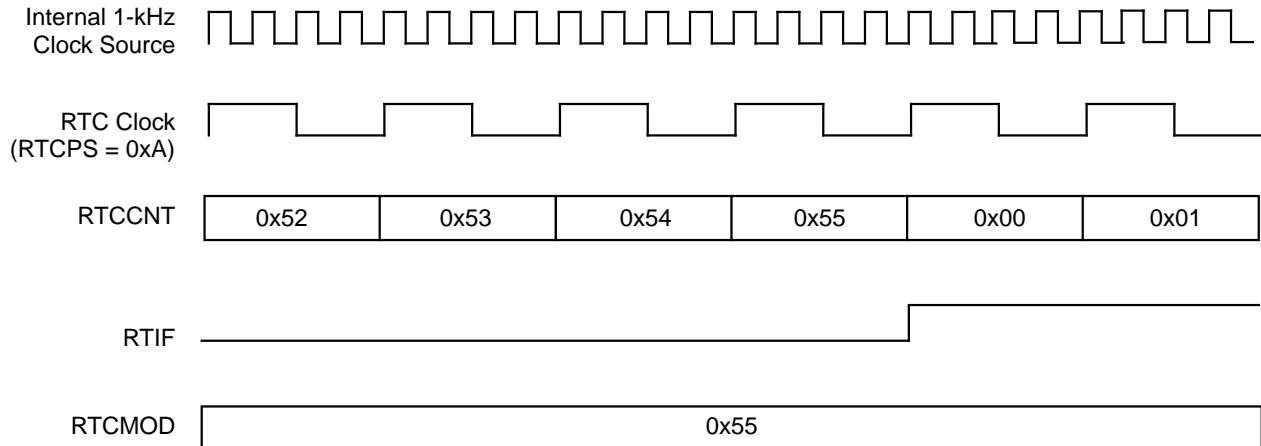 Internal 1-kHz
Clock Source
RTC Clock
(RTCPS = 0xA)
RTCCNT
0x52 0x53 0x54 0x55 0x00 0x01
RTIF
RTCMOD
0x55